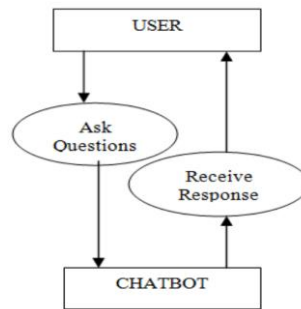 USER
Ask
Questions
Receive
Response
CHATBOT